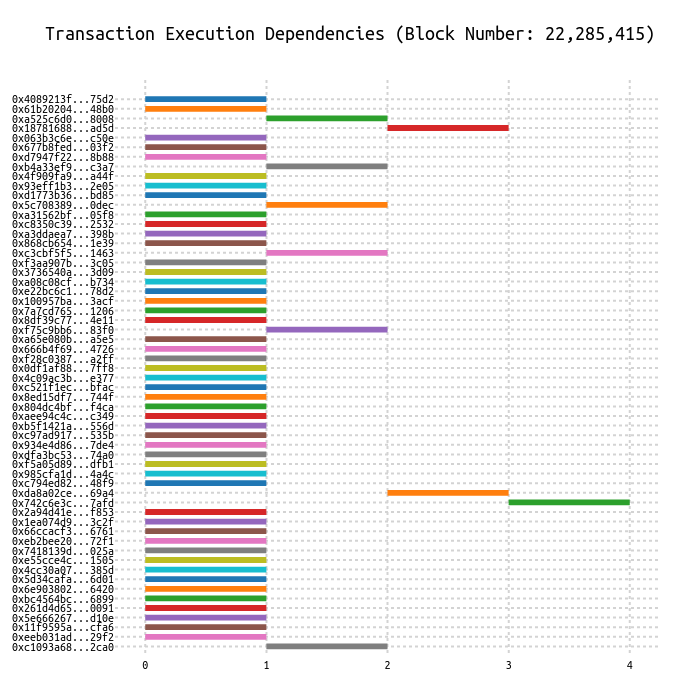 Transaction Execution Dependencies (Block Number: 22,285,415)
0x4089213f...75d2
0x61b20204...48b0
0xa525c6d0...8008
0x18781688...ad5d
0x063b3c6e...c50e
0x677b8fed...03f2
0xd7947f22...8b88
0xb4a33ef9...c3a7
0x4f909fa9...a44f
0x93eff1b3...2e05
0xd1773b36...bd85
0x5c708389...0dec
0xa31562bf...05f8
0xc8350c39...2532
0xa3ddaea7...398b
0x868cb654...1e39
0xc3cbf5f5...1463
0xf3aa907b...3c05
0x3736540a...3d09
0xa08c08cf...b734
0xe22bc6c1...78d2
0x100957ba...3acf
0x7a7cd765...1206
0x8df39c77...4e11
0xf75c9bb6...83f0
0xa65e080b...a5e5
0x666b4f69...4726
0xf28c0387...a2ff
0x0df1af88...7ff8
0x4c09ac3b...e377
0xc521f1ec...bfac
0x8ed15df7...744f
0x804dc4bf...f4ca
0xaee94c4c...c349
0xb5f1421a...556d
0xc97ad917...535b
0x934e4d86...7de4
0xdfa3bc53...74a0
0xf5a05d89...dfb1
0x985cfa1d...4a4c
0xc794ed82...48f9
0xda8a02ce...69a4
0x742c6e3c...7afd
0x2a94d41e...f853
0x1ea074d9...3c2f
0x66ccacf3...6761
0xeb2bee20...72f1
0x7418139d...025a
0xe55cce4c...1505
0x4cc30a07...385d
0x5d34cafa...6d01
0x6e903802...6420
0xbc4564bc...6899
0x261d4d65...0091
0x5e666267...d10e
0x11f9595a...cfa6
0xeeb031ad...29f2
0xc1093a68...2ca0
0 1 2 3 4